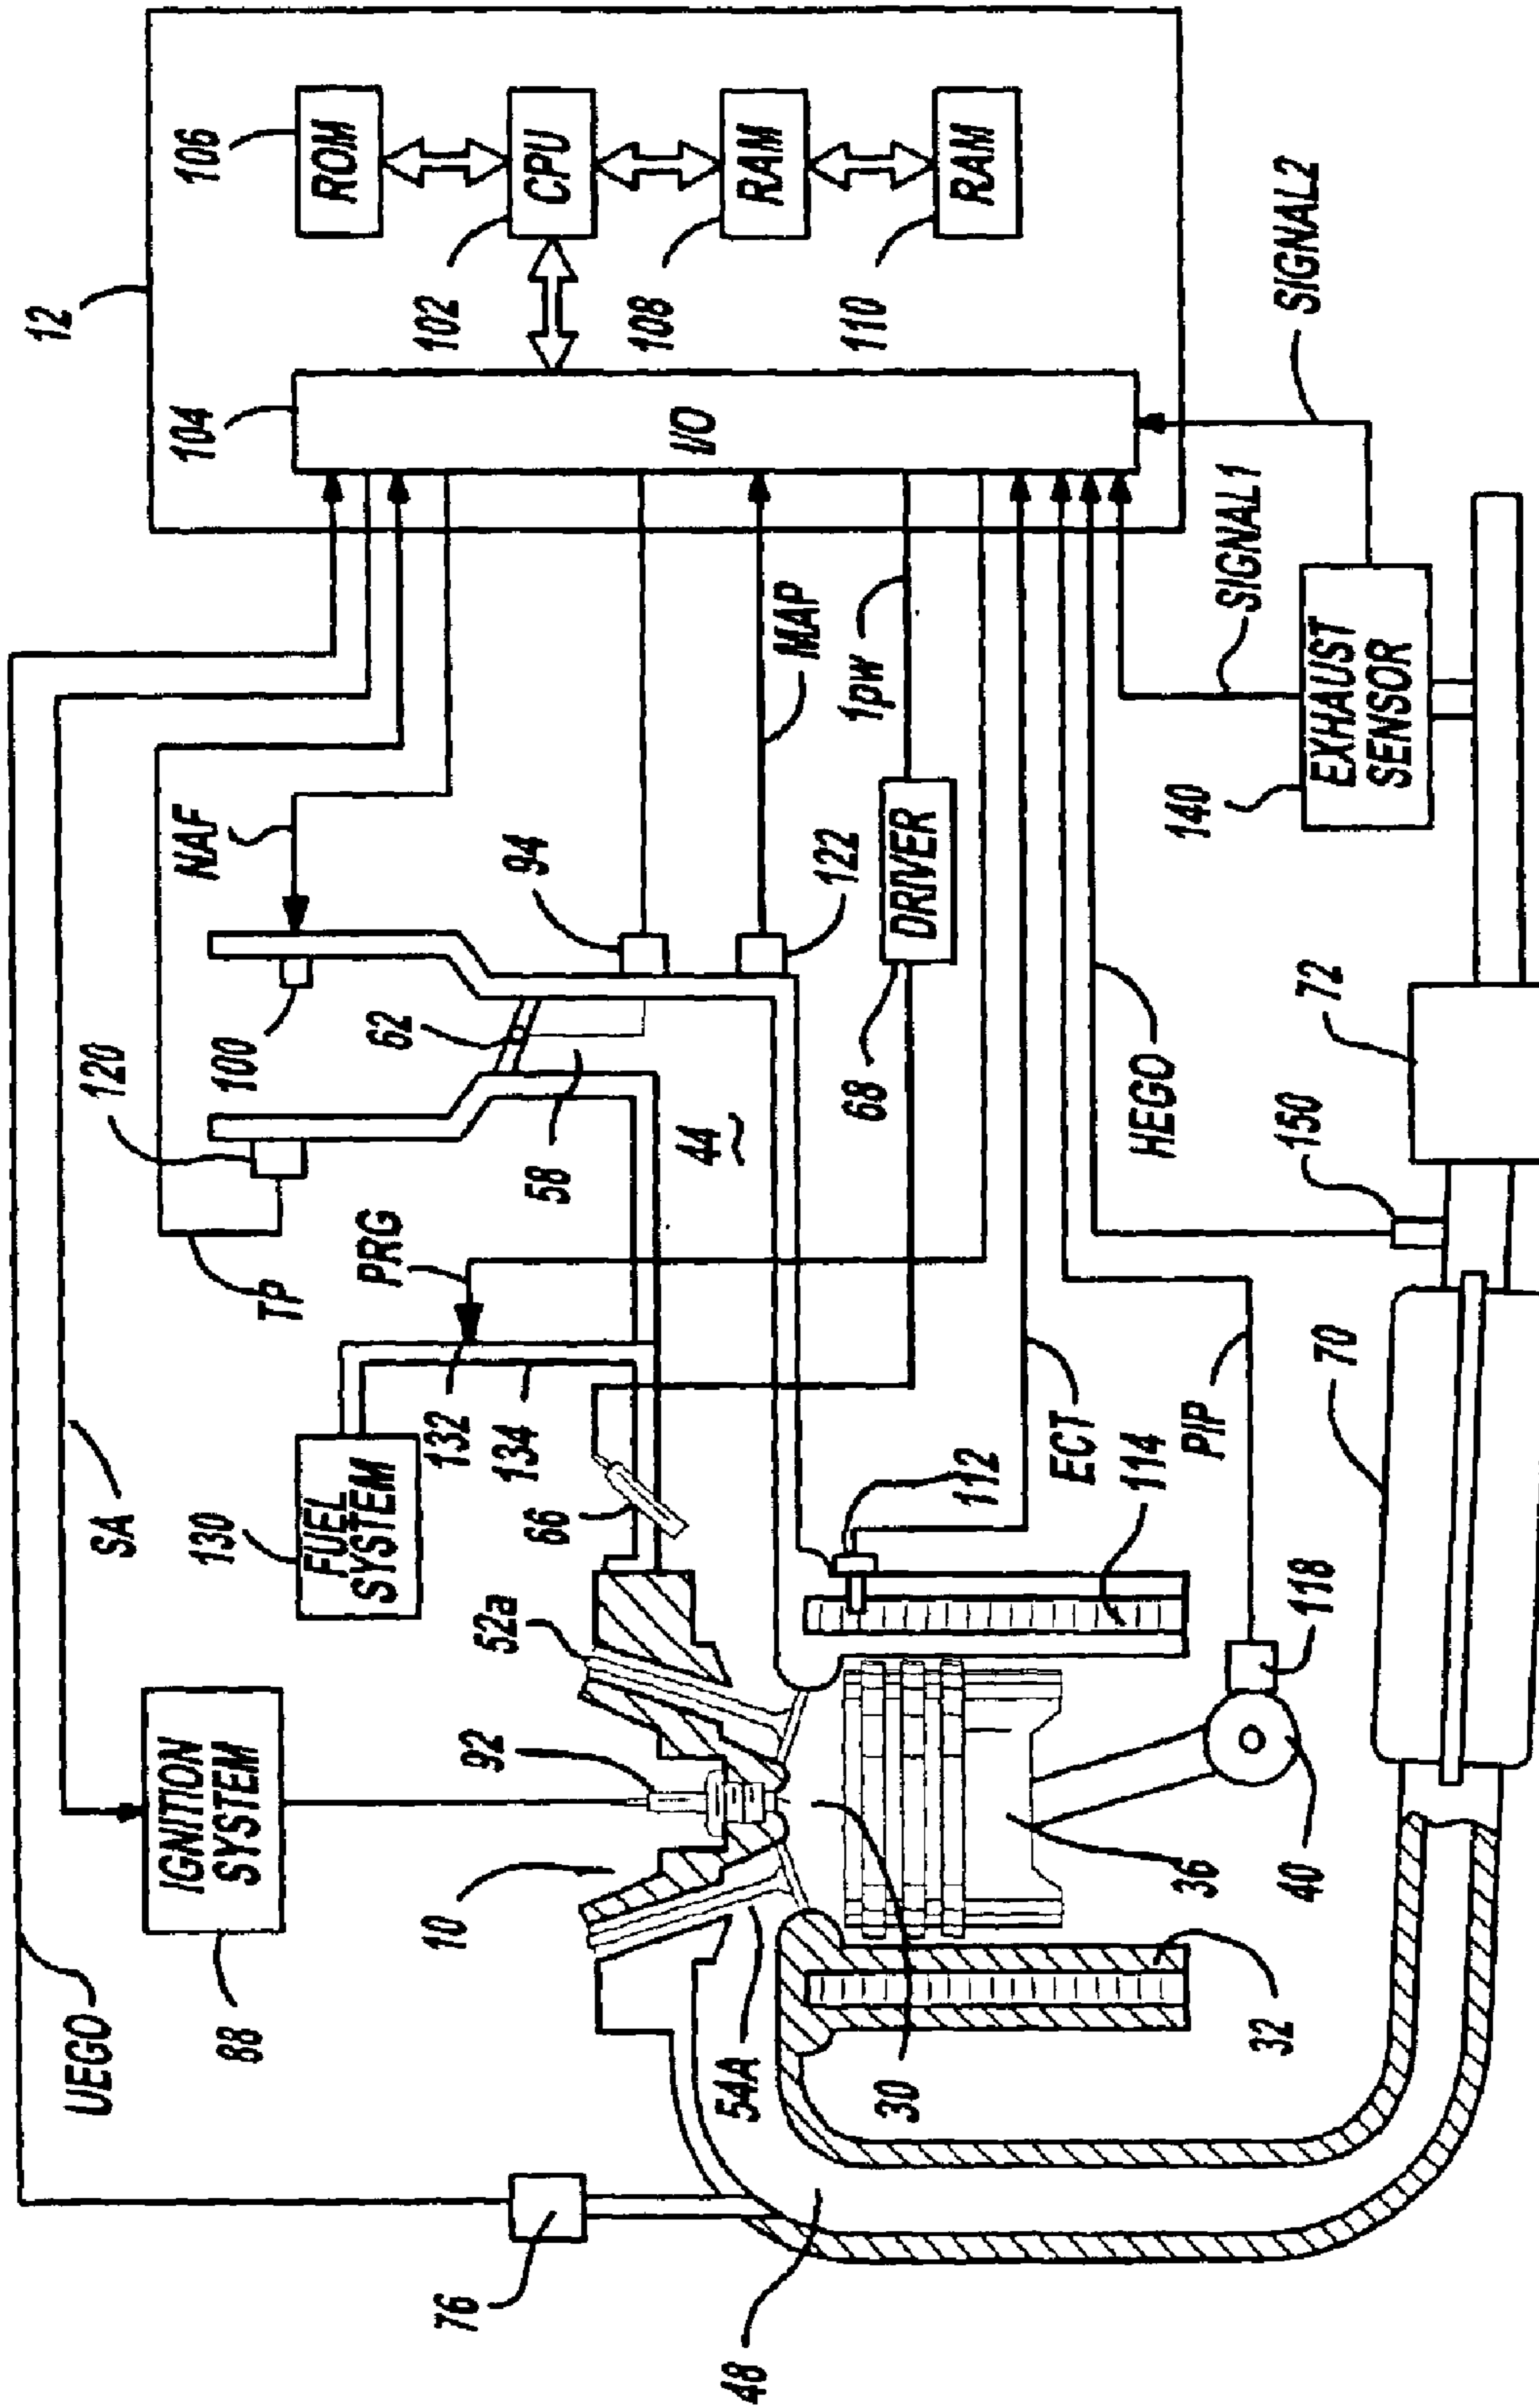 12
106
ROM
CPU
102
RAM
108
RAM
110
104
I/O
SIGNAL2
SIGNAL1
EXHAUST
SENSOR
140
NAF
MAP
1pw
94
122
DRIVER
68
62
100
120
58
44
TP
PRG
HEGO
72
150
SA
130
FUEL
SYSTEM
132
134
66
112
ECT
114
PIP
70
52a
92
IGNITION
SYSTEM
88
10
UEGO
54A
30
36
40
118
32
76
48